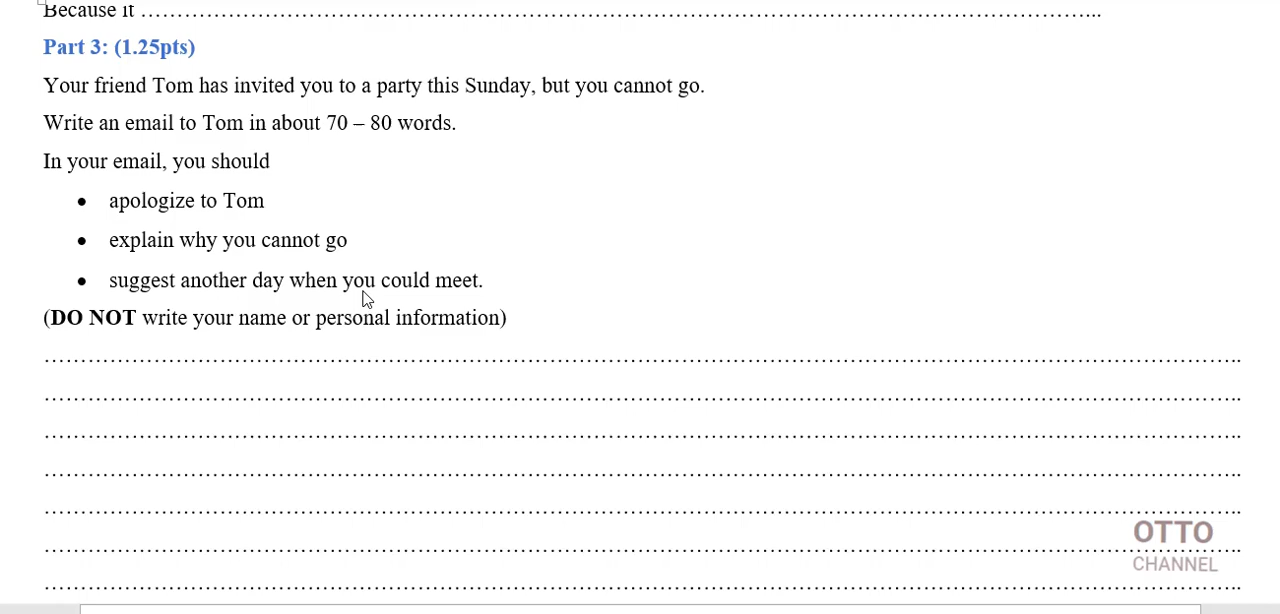 Because it ........................................................................
Part 3: (1.25pts)
Your friend Tom has invited you to a party this Sunday, but you cannot go.
Write an email to Tom in about 70 – 80 words.
In your email, you should
• apologize to Tom
• explain why you cannot go
• suggest another day when you could meet.
(DO NOT write your name or personal information)
........................................................................
........................................................................
........................................................................
........................................................................
........................................................................
OTTO
........................................................................
CHANNEL
........................................................................